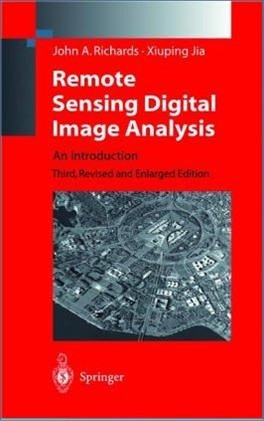 John A. Richards · Xiuping Jia
Remote
Sensing Digital
Image Analysis
An Introduction
Third, Revised and Enlarged Edition
Springer